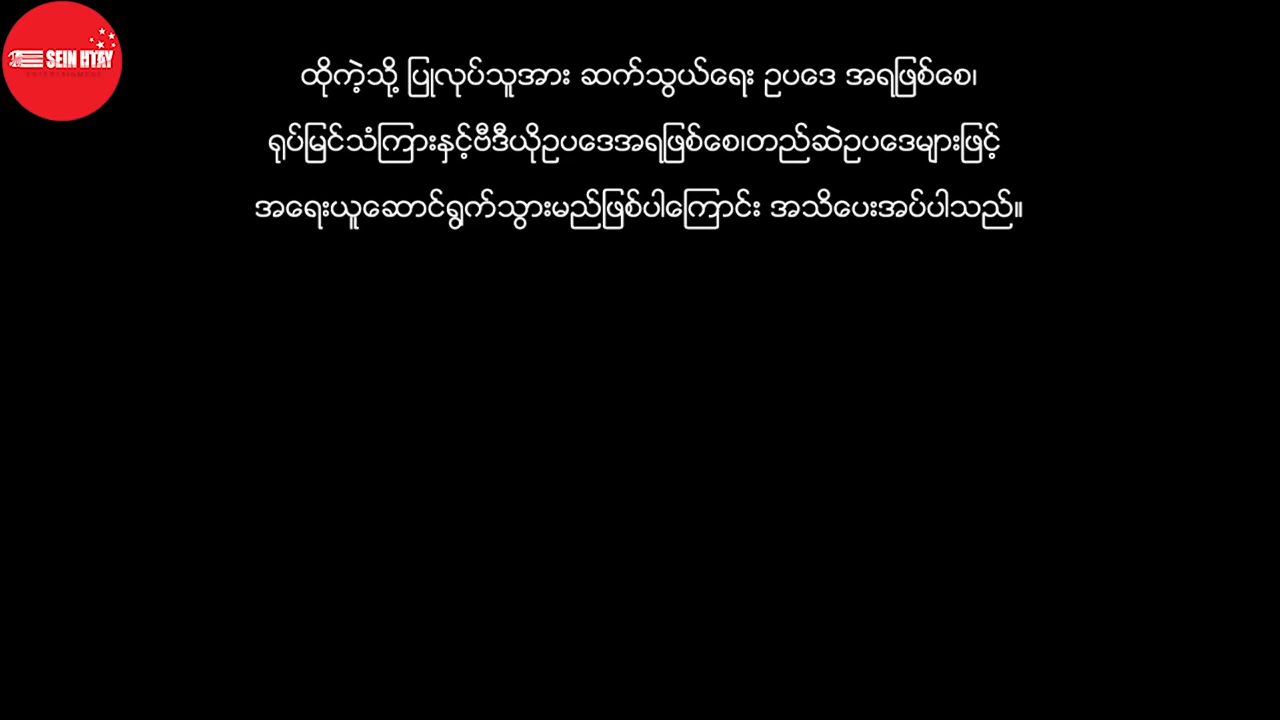 SEIN HTAY
ENTERTAINMENT
ထိုကဲ့သို့ ပြုလုပ်သူအား ဆက်သွယ်ရေး ဥပဒေ အရဖြစ်စေ၊
ရုပ်မြင်သံကြားနှင့်ဗီဒီယိုဥပဒေအရဖြစ်စေ၊တည်ဆဲဥပဒေများဖြင့်
အရေးယူဆောင်ရွက်သွားမည်ဖြစ်ပါကြောင်း အသိပေးအပ်ပါသည်။